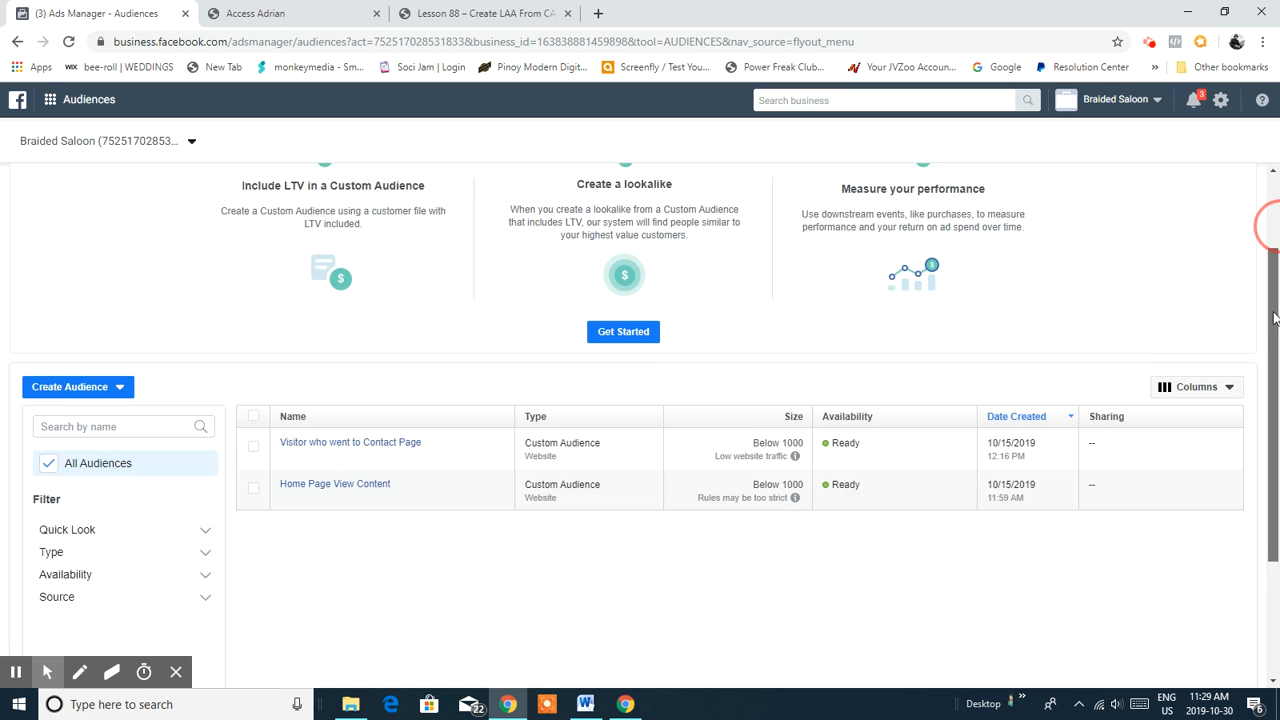 (3) Ads Manager - Audiences
Access Adrian
Lesson 88 – Create LAA From CA
business.facebook.com/adsmanager/audiences?act=752517028531833&business_id=163838881459898&tool=AUDIENCES&nav_source=flyout_menu
Apps
wix
bee-roll | WEDDINGS
New Tab
monkeymedia - Sm...
Soci Jam | Login
Pinoy Modern Digit...
Screenfly / Test You...
Power Freak Club...
Your JVZoo Accoun...
Google
Resolution Center
»
Other bookmarks
Audiences
Search business
Braided Saloon
3
Braided Saloon (75251702853...
Include LTV in a Custom Audience
Create a Custom Audience using a customer file with
LTV included.
$
Create a lookalike
When you create a lookalike from a Custom Audience
that includes LTV, our system will find people similar to
your highest value customers.
$
Measure your performance
Use downstream events, like purchases, to measure
performance and your return on ad spend over time.
$
Get Started
Create Audience
Columns
Search by name
All Audiences
Filter
Quick Look
Type
Availability
Source
Name
Type
Size
Availability
Date Created
Sharing
Visitor who went to Contact Page
Custom Audience
Website
Below 1000
Low website traffic
Ready
10/15/2019
12:16 PM
--
Home Page View Content
Custom Audience
Website
Below 1000
Rules may be too strict
Ready
10/15/2019
11:59 AM
--
Type here to search
22
Desktop
»
ENG
US
11:29 AM
2019-10-30
6